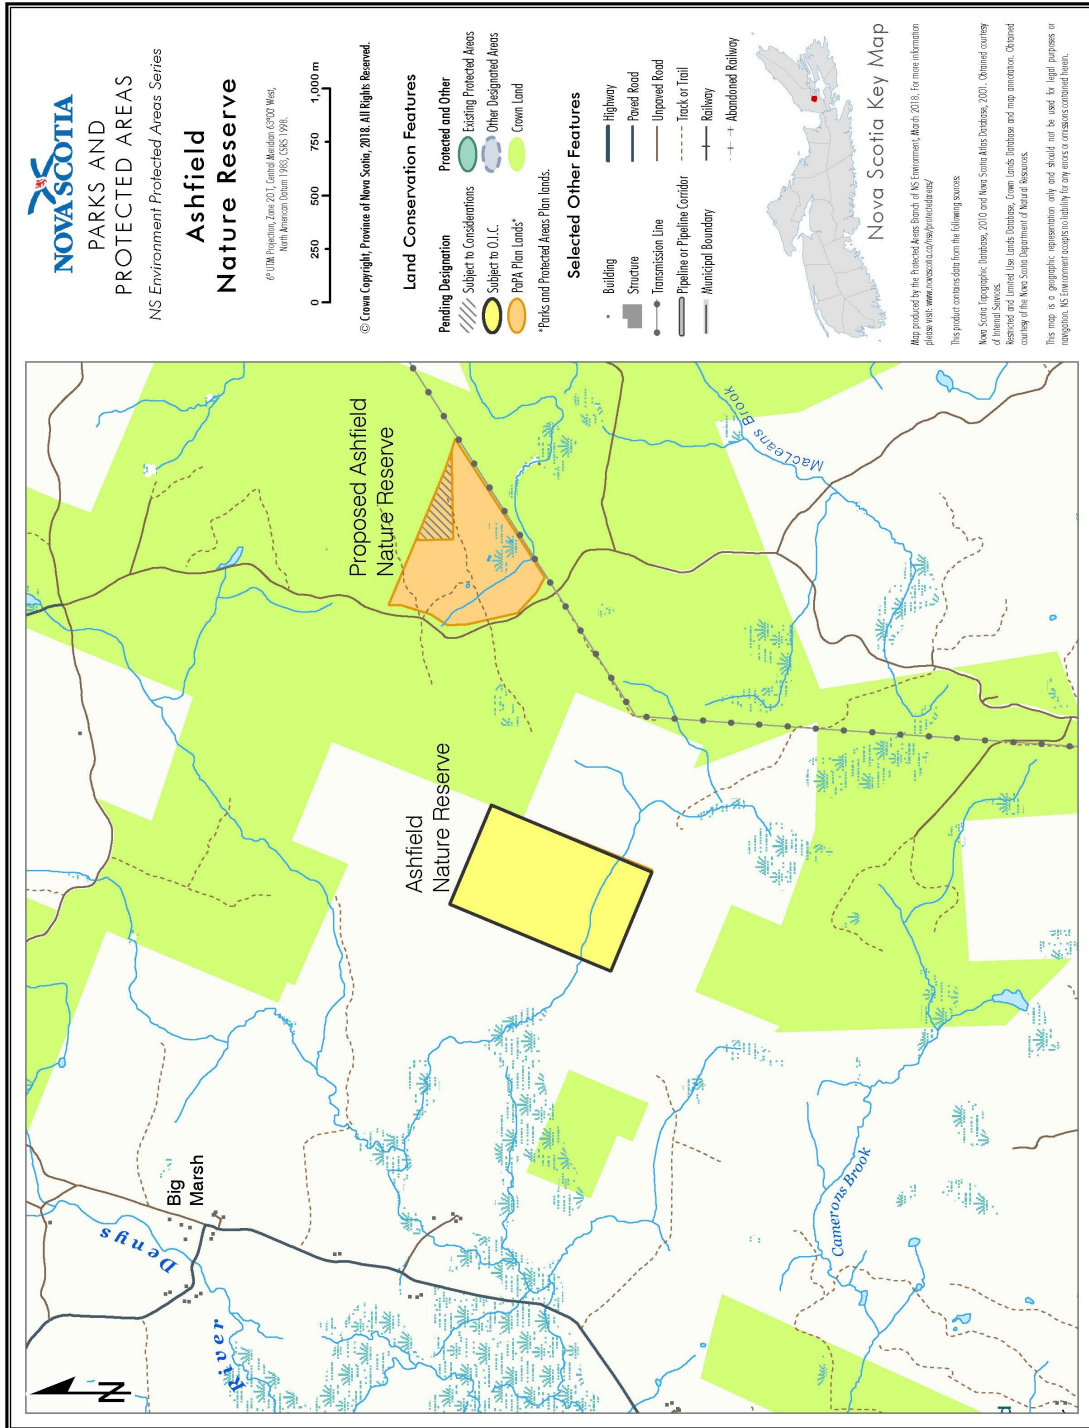 NOVA SCOTIA
PARKS AND
PROTECTED AREAS
NS Environment Protected Areas Series
Ashfield
Nature Reserve
6º UTM Projection, Zone 20 T, Central Meridian 63º00' West,
North American Datum 1983, CSRS 1998.
0 250 500 750 1,000 m
© Crown Copyright, Province of Nova Scotia, 2018. All Rights Reserved.
Land Conservation Features
Pending Designation
Subject to Considerations
Subject to O.I.C.
PaPA Plan Lands*
*Parks and Protected Areas Plan lands.
Protected and Other
Existing Protected Areas
Other Designated Areas
Crown Land
Selected Other Features
Building
Structure
Transmission Line
Pipeline or Pipeline Corridor
Municipal Boundary
Highway
Paved Road
Unpaved Road
Track or Trail
Railway
Abandoned Railway
Nova Scotia Key Map
Map produced by the Protected Areas Branch of NS Environment, March 2018. For more information
please visit: www.novascotia.ca/nse/protectedareas/
This product contains data from the following sources:
Nova Scotia Topographic Database, 2010 and Nova Scotia Atlas Database, 2001. Obtained courtesy
of Internal Services.
Restricted and Limited Use Lands Database, Crown Lands Database and map annotation. Obtained
courtesy of the Nova Scotia Department of Natural Resources.
This map is a geographic representation only and should not be used for legal purposes or
navigation. NS Environment accepts no liability for any errors or omissions contained herein.
N
River
Denys
Big
Marsh
Ashfield
Nature Reserve
Proposed Ashfield
Nature Reserve
MacLeans Brook
Camerons Brook